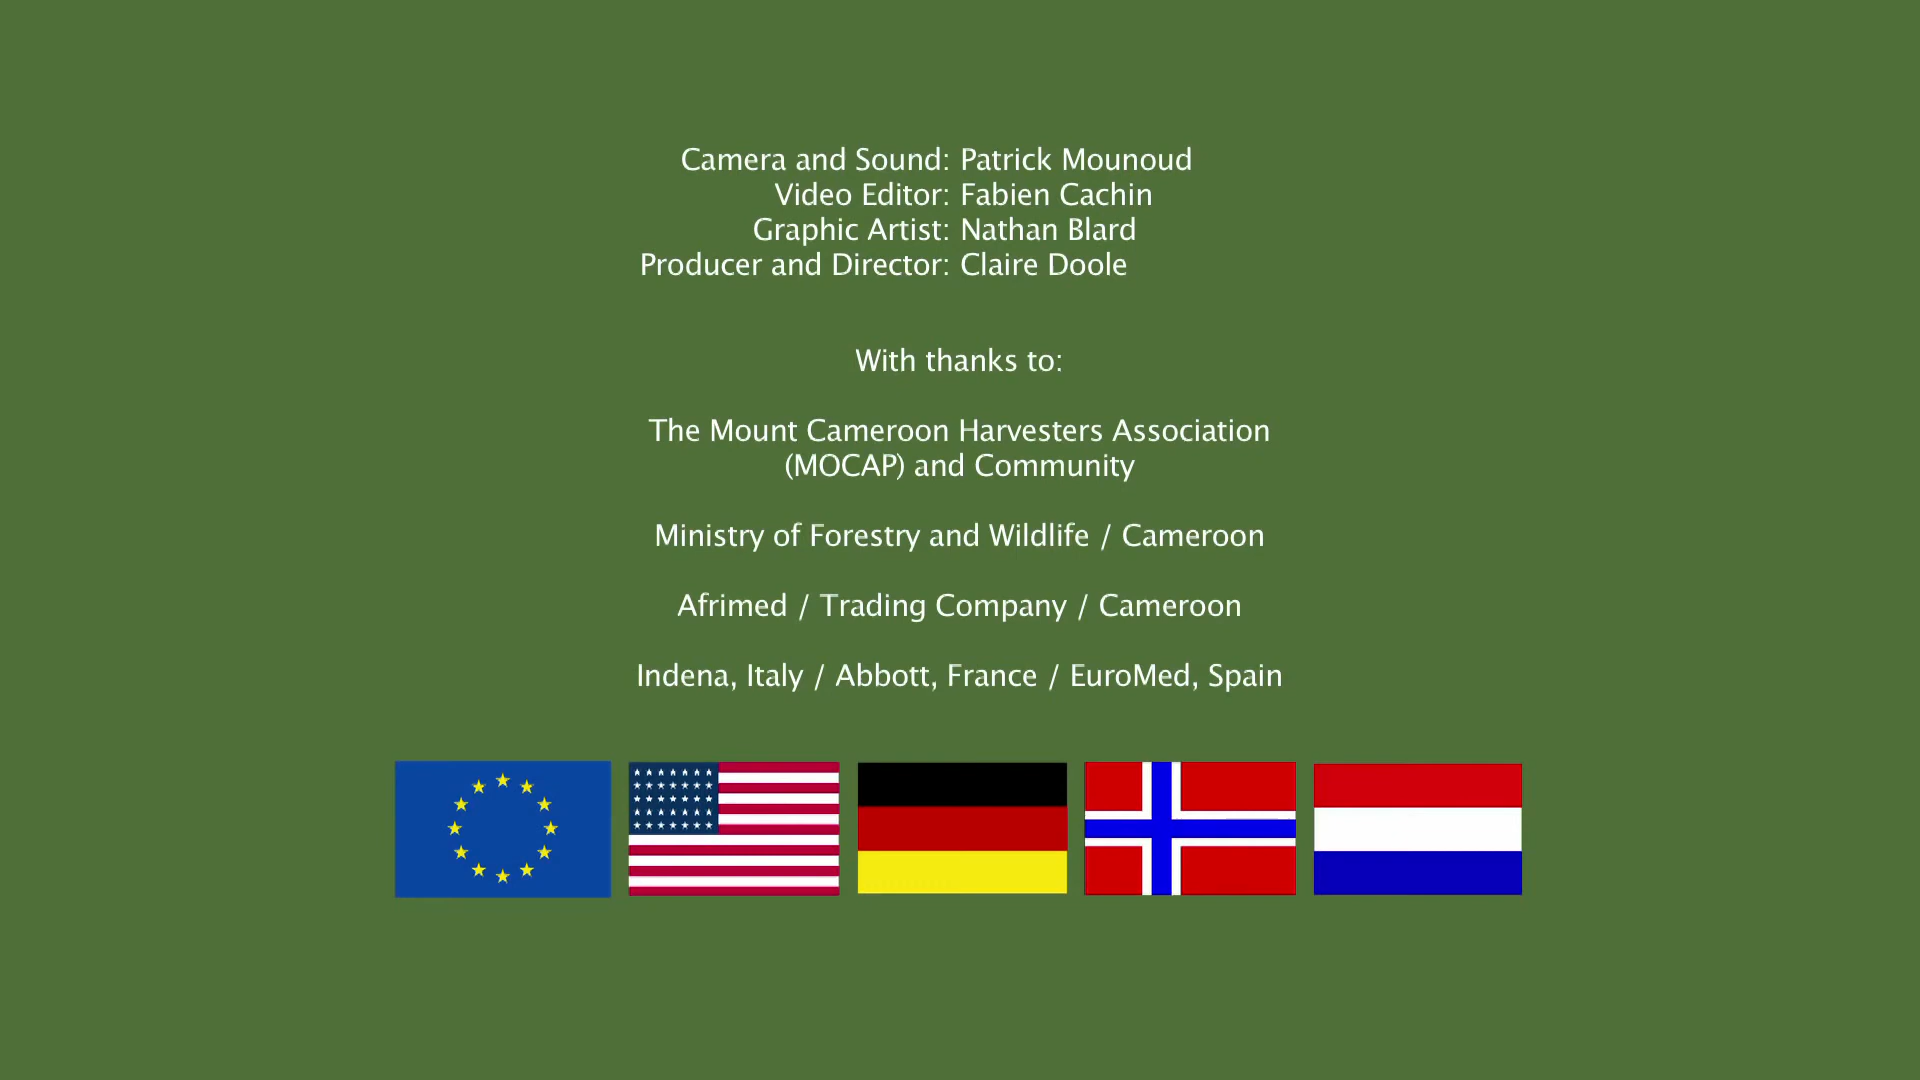 Camera and Sound: Patrick Mounoud
Video Editor: Fabien Cachin
Graphic Artist: Nathan Blard
Producer and Director: Claire Doole
With thanks to:
The Mount Cameroon Harvesters Association
(MOCAP) and Community
Ministry of Forestry and Wildlife / Cameroon
Afrimed / Trading Company / Cameroon
Indena, Italy / Abbott, France / EuroMed, Spain